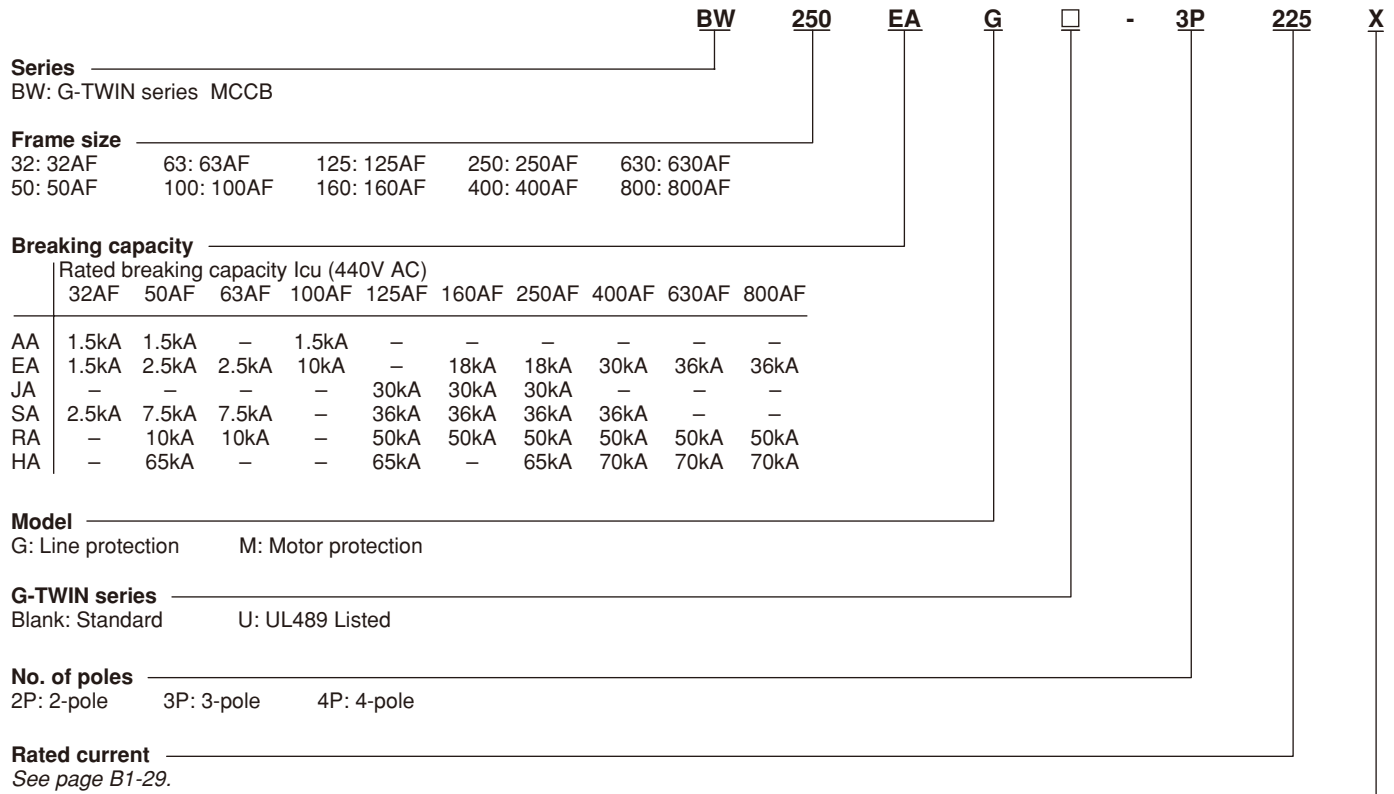 BW 250 EA G □ - 3P 225 X
Series
BW: G-TWIN series MCCB
Frame size
32: 32AF 63: 63AF 125: 125AF 250: 250AF 630: 630AF
50: 50AF 100: 100AF 160: 160AF 400: 400AF 800: 800AF
Breaking capacity
Rated breaking capacity Icu (440V AC)
32AF 50AF 63AF 100AF 125AF 160AF 250AF 400AF 630AF 800AF
AA 1.5kA 1.5kA – 1.5kA – – – – – –
EA 1.5kA 2.5kA 2.5kA 10kA – 18kA 18kA 30kA 36kA 36kA
JA – – – – 30kA 30kA 30kA – – –
SA 2.5kA 7.5kA 7.5kA – 36kA 36kA 36kA 36kA – –
RA – 10kA 10kA – 50kA 50kA 50kA 50kA 50kA 50kA
HA – 65kA – – 65kA – 65kA 70kA 70kA 70kA
Model
G: Line protection M: Motor protection
G-TWIN series
Blank: Standard U: UL489 Listed
No. of poles
2P: 2-pole 3P: 3-pole 4P: 4-pole
Rated current
See page B1-29.